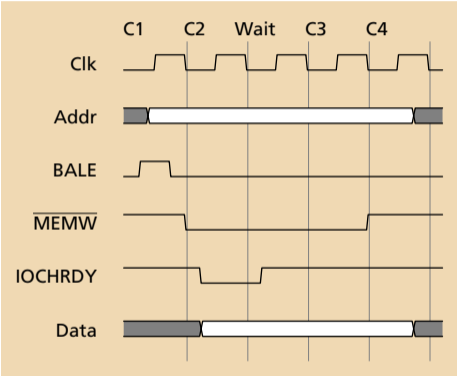 C1 C2 Wait C3 C4
Clk
Addr
BALE
MEMW
IOCHRDY
Data